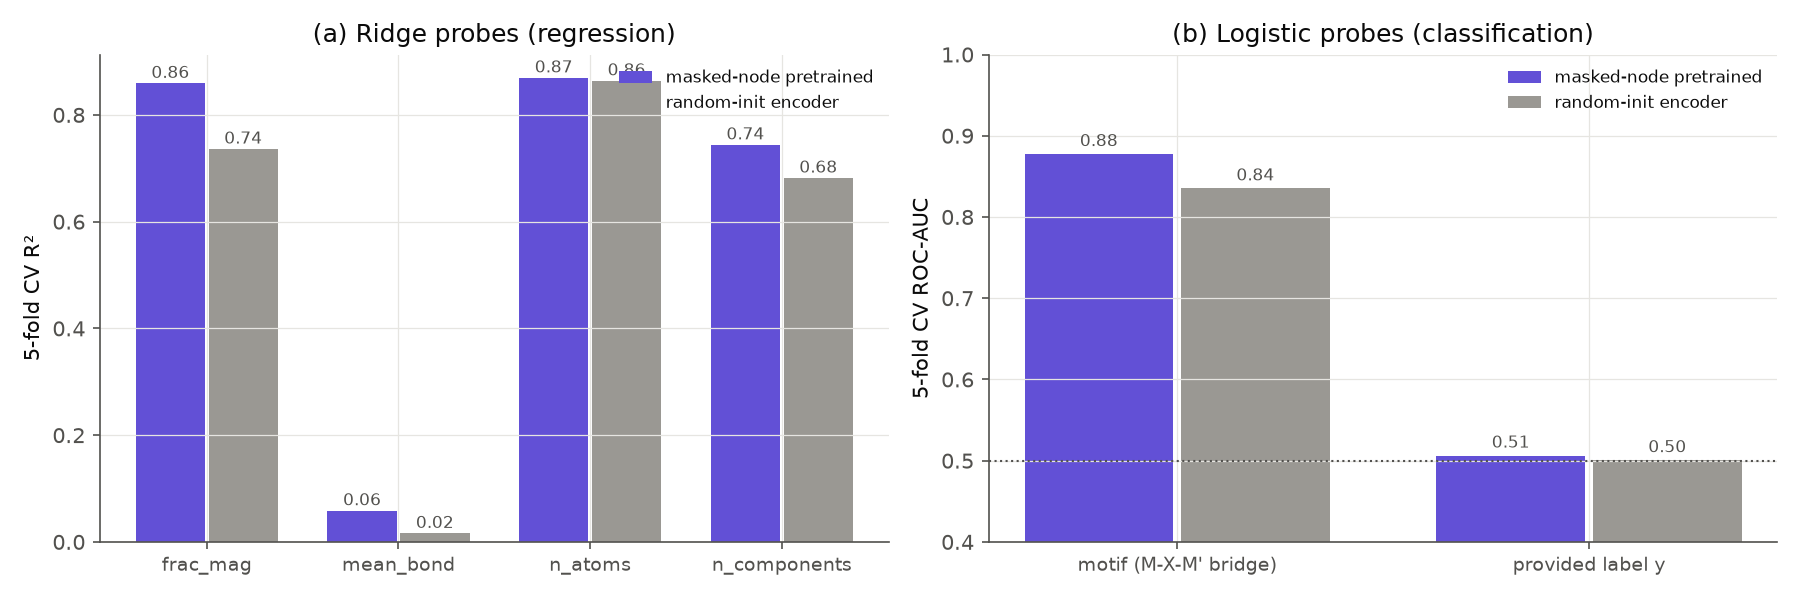 (a) Ridge probes (regression)
5-fold CV R²
0.0
0.2
0.4
0.6
0.8
0.86
0.74
0.06
0.02
0.87
0.86
0.74
0.68
masked-node pretrained
random-init encoder
frac_mag
mean_bond
n_atoms
n_components
(b) Logistic probes (classification)
5-fold CV ROC-AUC
0.4
0.5
0.6
0.7
0.8
0.9
1.0
0.88
0.84
0.51
0.50
masked-node pretrained
random-init encoder
motif (M-X-M' bridge)
provided label y